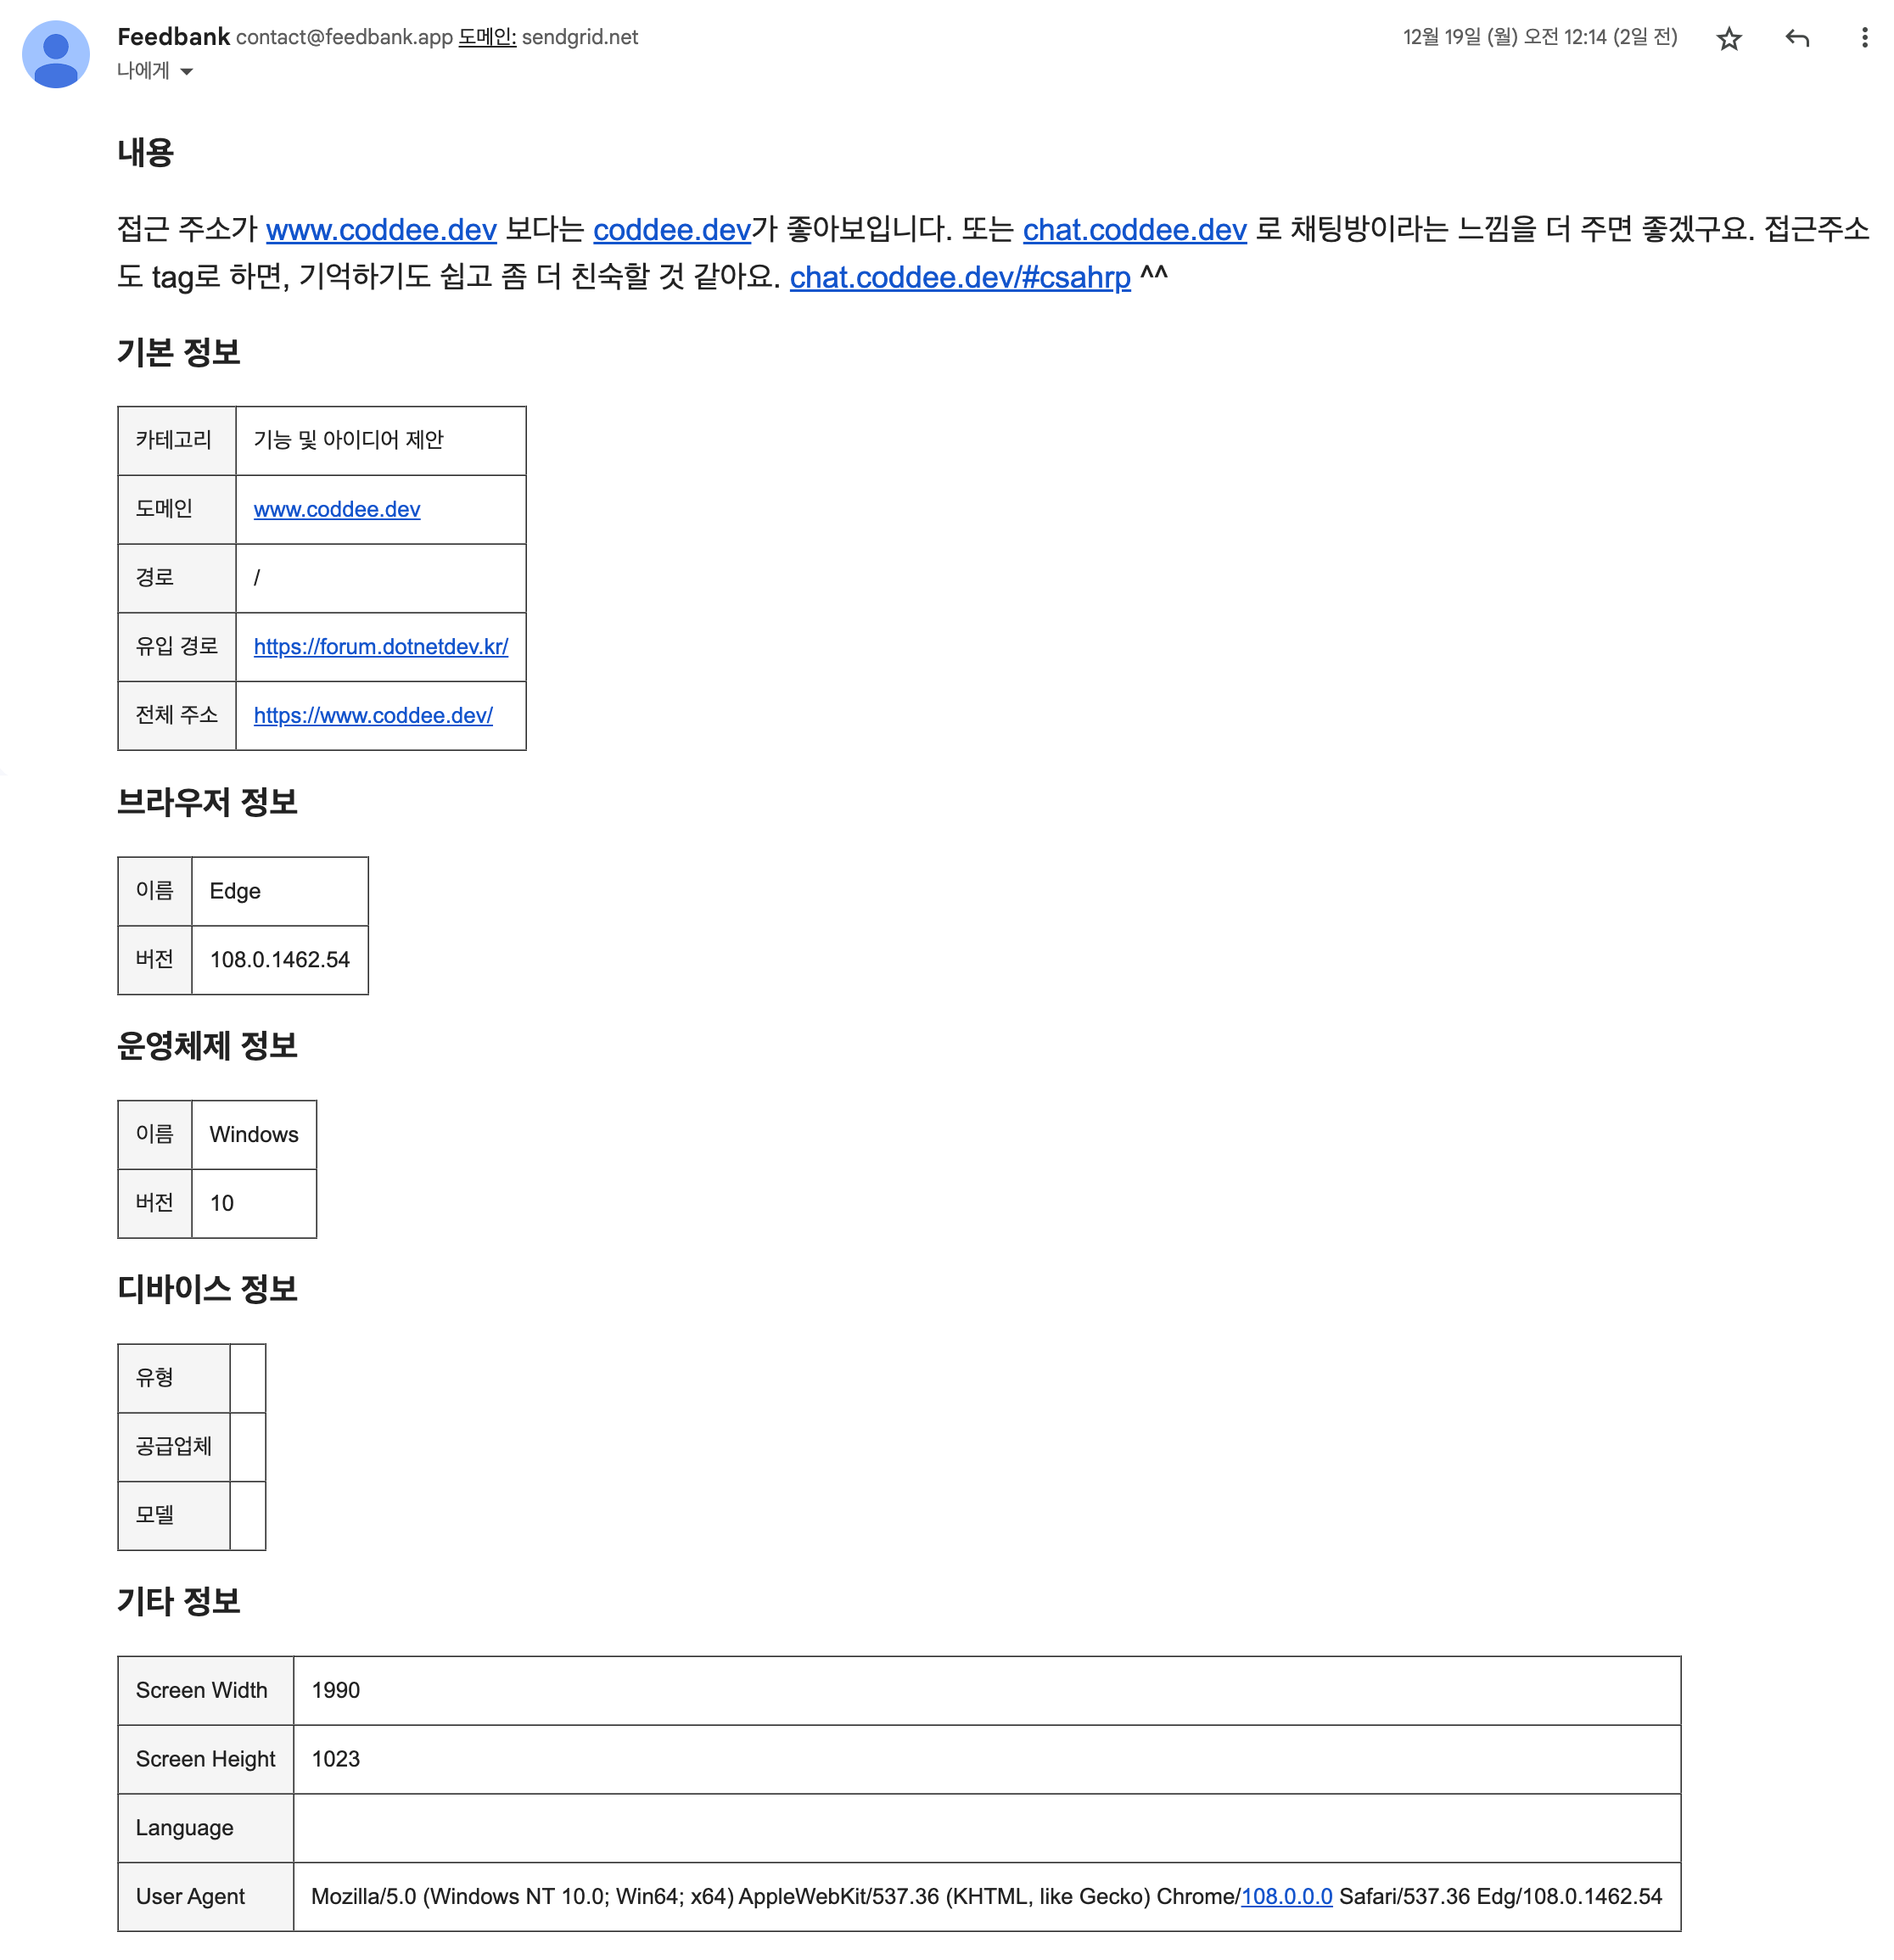 Feedbank contact@feedbank.app 도메인: sendgrid.net
12월 19일 (월) 오전 12:14 (2일 전)
나에게
내용
접근 주소가 www.coddee.dev 보다는 coddee.dev가 좋아보입니다. 또는 chat.coddee.dev 로 채팅방이라는 느낌을 더 주면 좋겠구요. 접근주소
도 tag로 하면, 기억하기도 쉽고 좀 더 친숙할 것 같아요. chat.coddee.dev/#csahrp ^^
기본 정보
카테고리 기능 및 아이디어 제안
도메인 www.coddee.dev
경로 /
유입 경로 https://forum.dotnetdev.kr/
전체 주소 https://www.coddee.dev/
브라우저 정보
이름 Edge
버전 108.0.1462.54
운영체제 정보
이름 Windows
버전 10
디바이스 정보
유형
공급업체
모델
기타 정보
Screen Width 1990
Screen Height 1023
Language
User Agent Mozilla/5.0 (Windows NT 10.0; Win64; x64) AppleWebKit/537.36 (KHTML, like Gecko) Chrome/108.0.0.0 Safari/537.36 Edg/108.0.1462.54